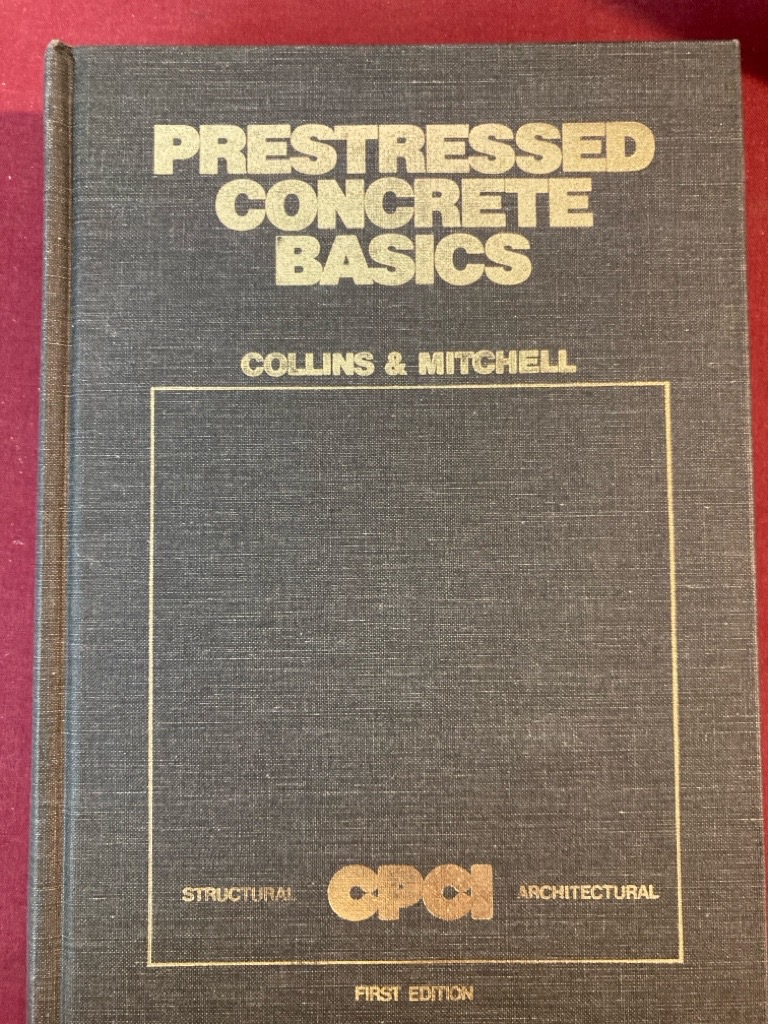 PRESTRESSED
CONCRETE
BASICS
COLLINS & MITCHELL
STRUCTURAL CPCI ARCHITECTURAL
FIRST EDITION